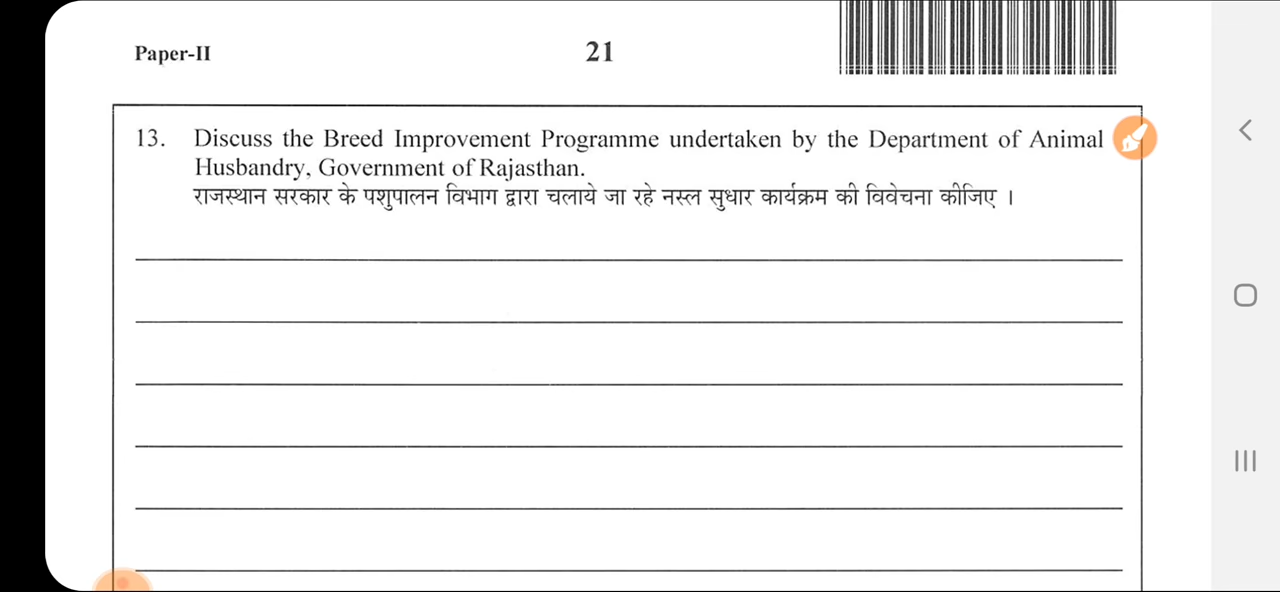 Paper-II
21
13. Discuss the Breed Improvement Programme undertaken by the Department of Animal
Husbandry, Government of Rajasthan.
राजस्थान सरकार के पशुपालन विभाग द्वारा चलाये जा रहे नस्ल सुधार कार्यक्रम की विवेचना कीजिए ।